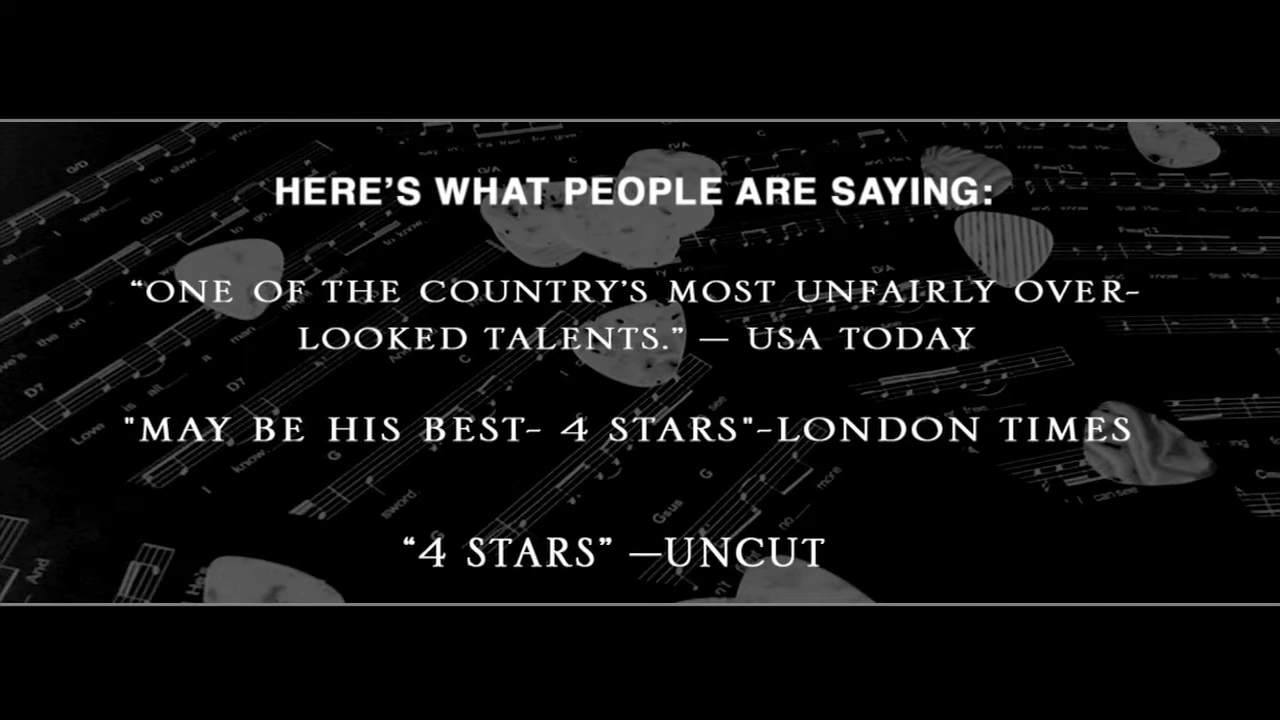 HERE’S WHAT PEOPLE ARE SAYING:
“ONE OF THE COUNTRY’S MOST UNFAIRLY OVER-
LOOKED TALENTS.” — USA TODAY
"MAY BE HIS BEST- 4 STARS"-LONDON TIMES
“4 STARS” —UNCUT